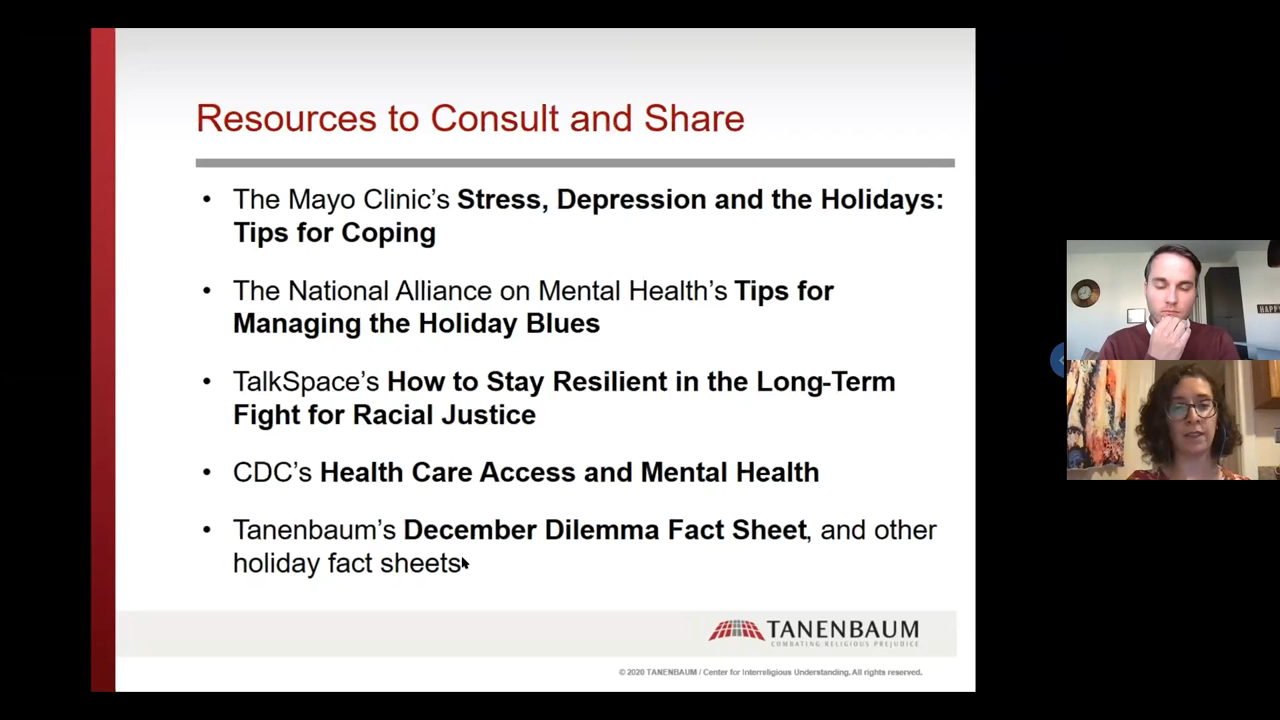 Resources to Consult and Share
• The Mayo Clinic's Stress, Depression and the Holidays:
Tips for Coping
• The National Alliance on Mental Health's Tips for
Managing the Holiday Blues
• TalkSpace's How to Stay Resilient in the Long-Term
Fight for Racial Justice
• CDC's Health Care Access and Mental Health
• Tanenbaum's December Dilemma Fact Sheet, and other
holiday fact sheets
TANENBAUM
COMBATING RELIGIOUS PREJUDICE
© 2020 TANENBAUM / Center for Interreligious Understanding. All rights reserved.
HAPPY